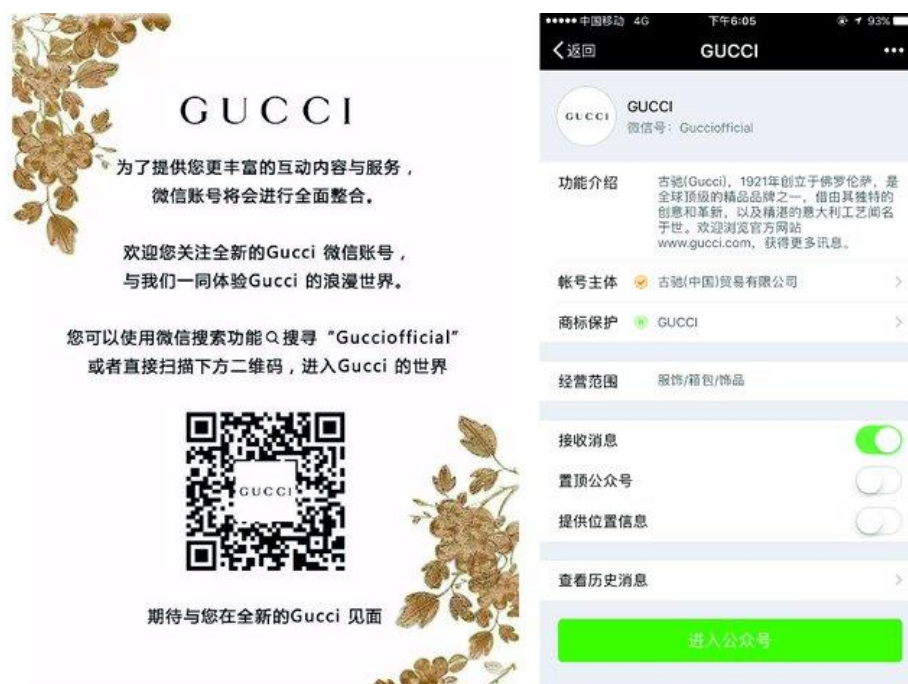 GUCCI
为了提供您更丰富的互动内容与服务，
微信账号将会进行全面整合。
欢迎您关注全新的Gucci 微信账号，
与我们一同体验Gucci 的浪漫世界。
您可以使用微信搜索功能搜寻“Gucciofficial”
或者直接扫描下方二维码，进入Gucci 的世界
GUCCI
期待与您在全新的Gucci 见面
中国移动 4G 下午6:05 93%
返回 GUCCI
GUCCI
GUCCI
微信号：Gucciofficial
功能介绍 古驰(Gucci)，1921年创立于佛罗伦萨，是
全球顶级的精品品牌之一，借由其独特的
创意和革新，以及精湛的意大利工艺闻名
于世。欢迎浏览官方网站
www.gucci.com，获得更多讯息。
帐号主体 古驰(中国)贸易有限公司
商标保护 GUCCI
经营范围 服饰/箱包/饰品
接收消息
置顶公众号
提供位置信息
查看历史消息
进入公众号